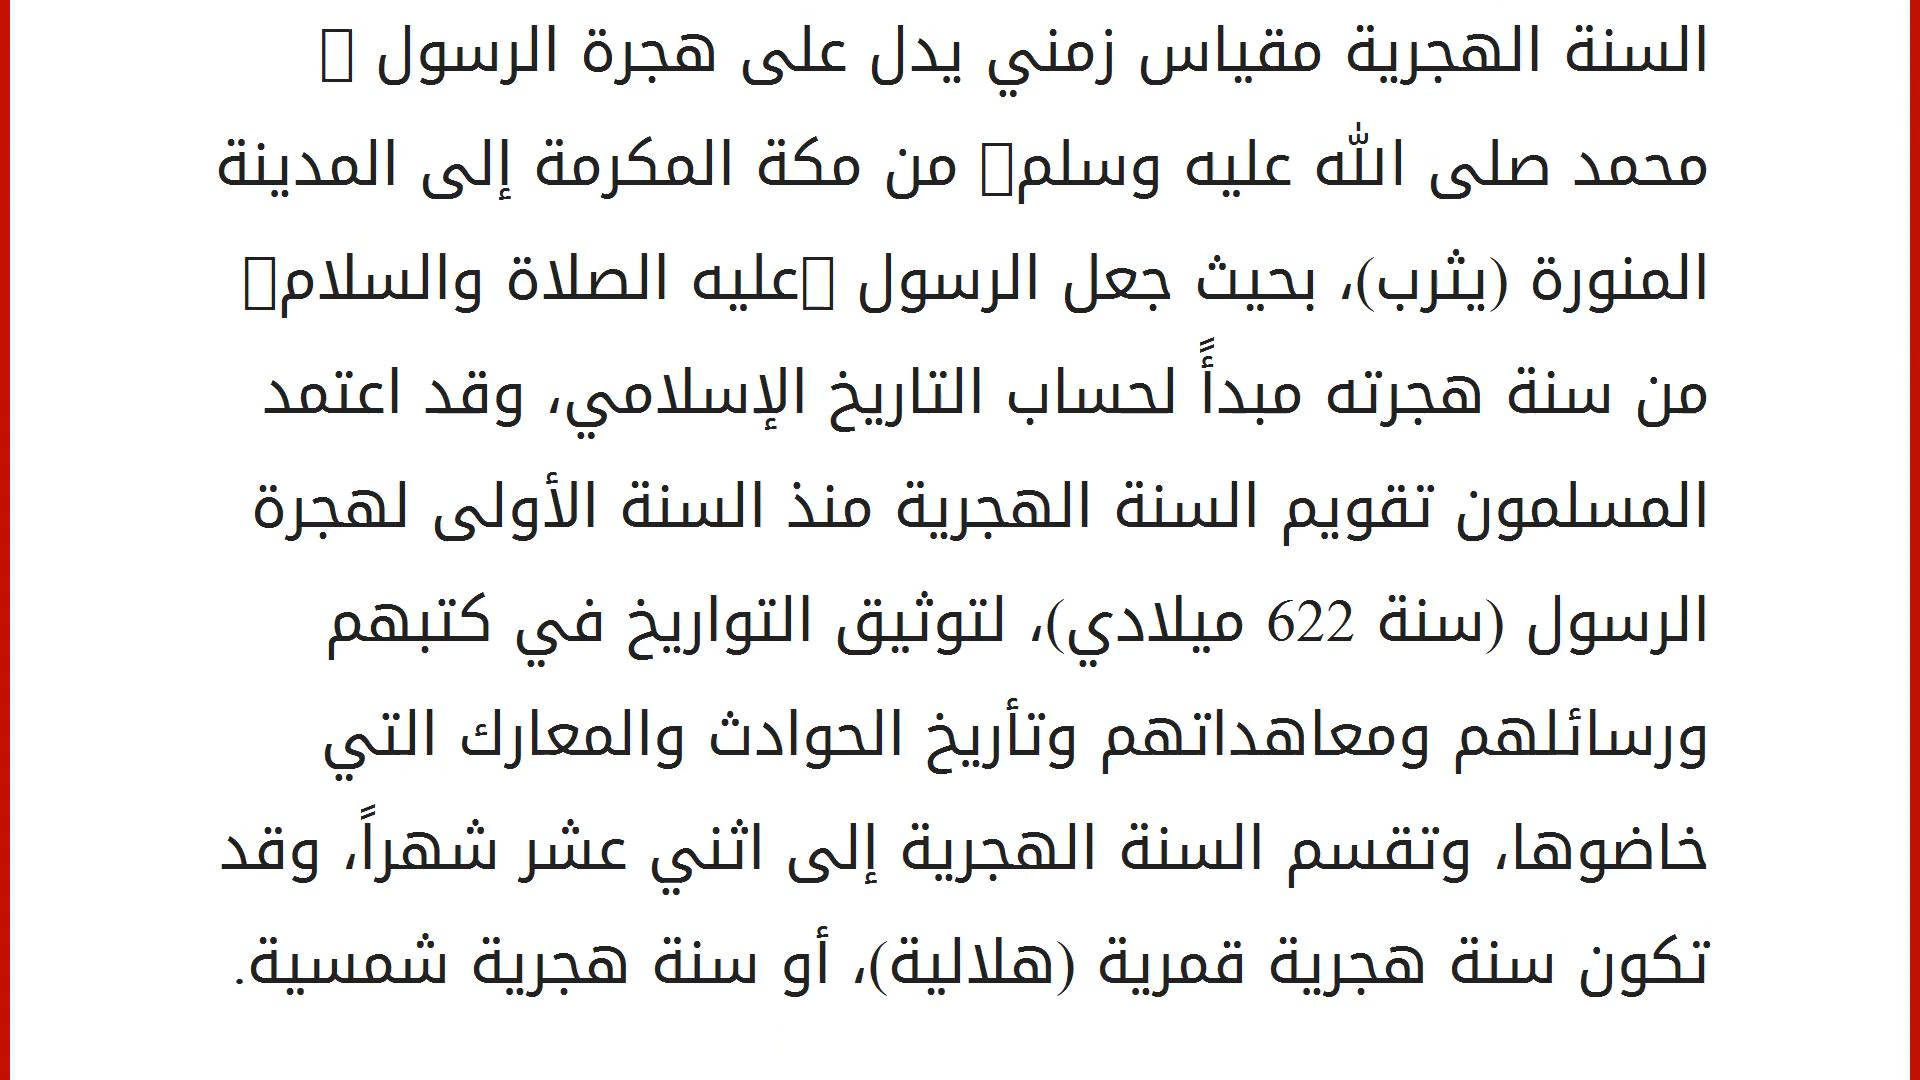 السنة الهجرية مقياس زمني يدل على هجرة الرسول
محمد صلى الله عليه وسلم من مكة المكرمة إلى المدينة
المنورة (يثرب)، بحيث جعل الرسول عليه الصلاة والسلام
من سنة هجرته مبدأً لحساب التاريخ الإسلامي، وقد اعتمد
المسلمون تقويم السنة الهجرية منذ السنة الأولى لهجرة
الرسول (سنة 622 ميلادي)، لتوثيق التواريخ في كتبهم
ورسائلهم ومعاهداتهم وتأريخ الحوادث والمعارك التي
خاضوها، وتقسم السنة الهجرية إلى اثني عشر شهراً، وقد
تكون سنة هجرية قمرية (هلالية)، أو سنة هجرية شمسية.